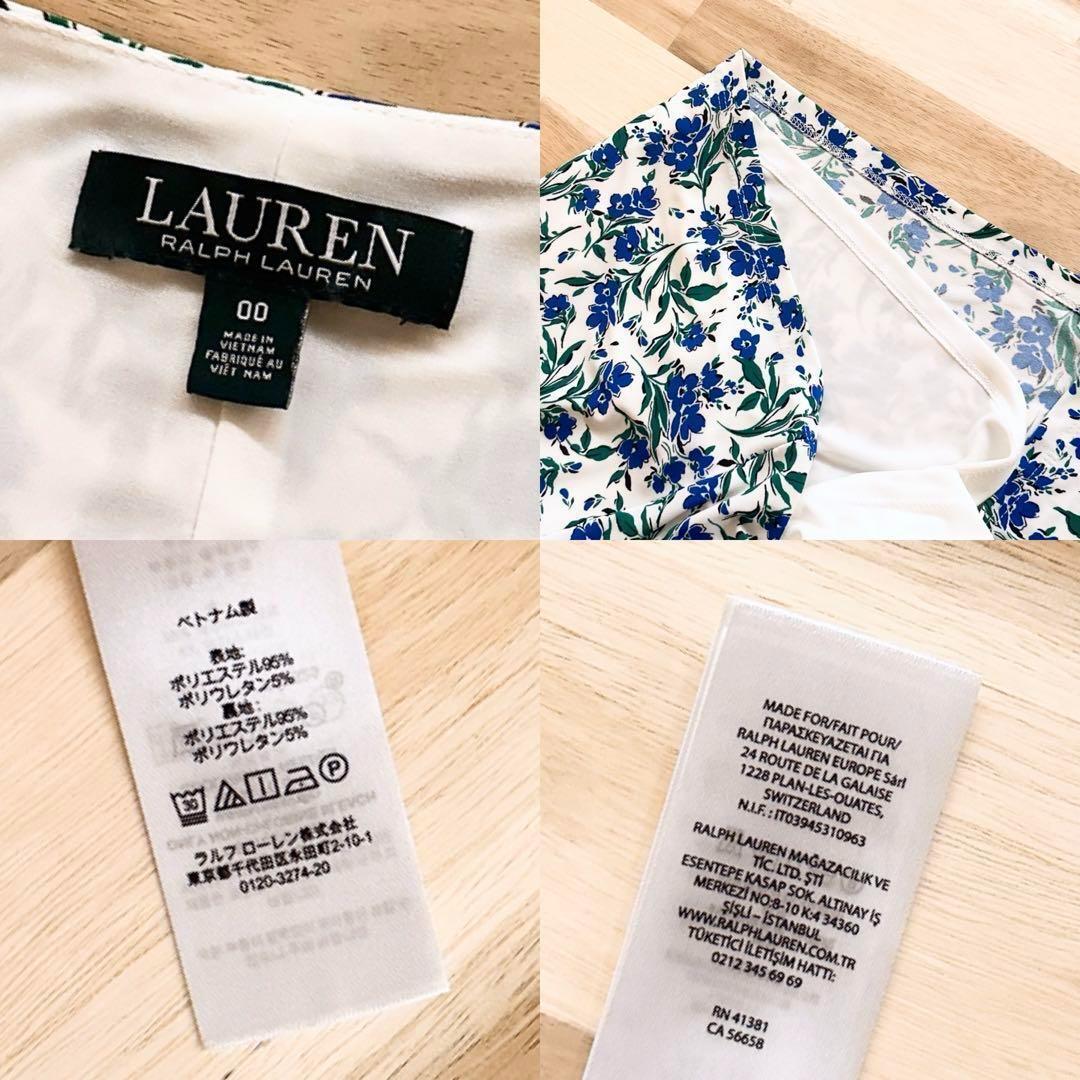 LAUREN
RALPH LAUREN
00
MADE IN
VIETNAM
FABRIQUÉ AU
VIÊT NAM
ベトナム製
表地:
ポリエステル95%
ポリウレタン5%
裏地:
ポリエステル95%
ポリウレタン5%
30
P
ラルフ ローレン株式会社
東京都千代田区永田町2-10-1
0120-3274-20
MADE FOR/FAIT POUR/
ΠΑΡΑΣΚΕΥΑΖΕΤΑΙ ΓΙΑ
RALPH LAUREN EUROPE Sàrl
24 ROUTE DE LA GALAISE
1228 PLAN-LES-OUATES,
SWITZERLAND
N.I.F. : IT03945310963
RALPH LAUREN MAGAZACILIK VE
TİC. LTD. ŞTİ
ESENTEPE KASAP SOK. ALTINAY İŞ
MERKEZİ NO:8-10 K:4 34360
ŞİŞLİ – İSTANBUL
WWW.RALPHLAUREN.COM.TR
TÜKETİCİ İLETİŞİM HATTI:
0212 345 69 69
RN 41381
CA 56658